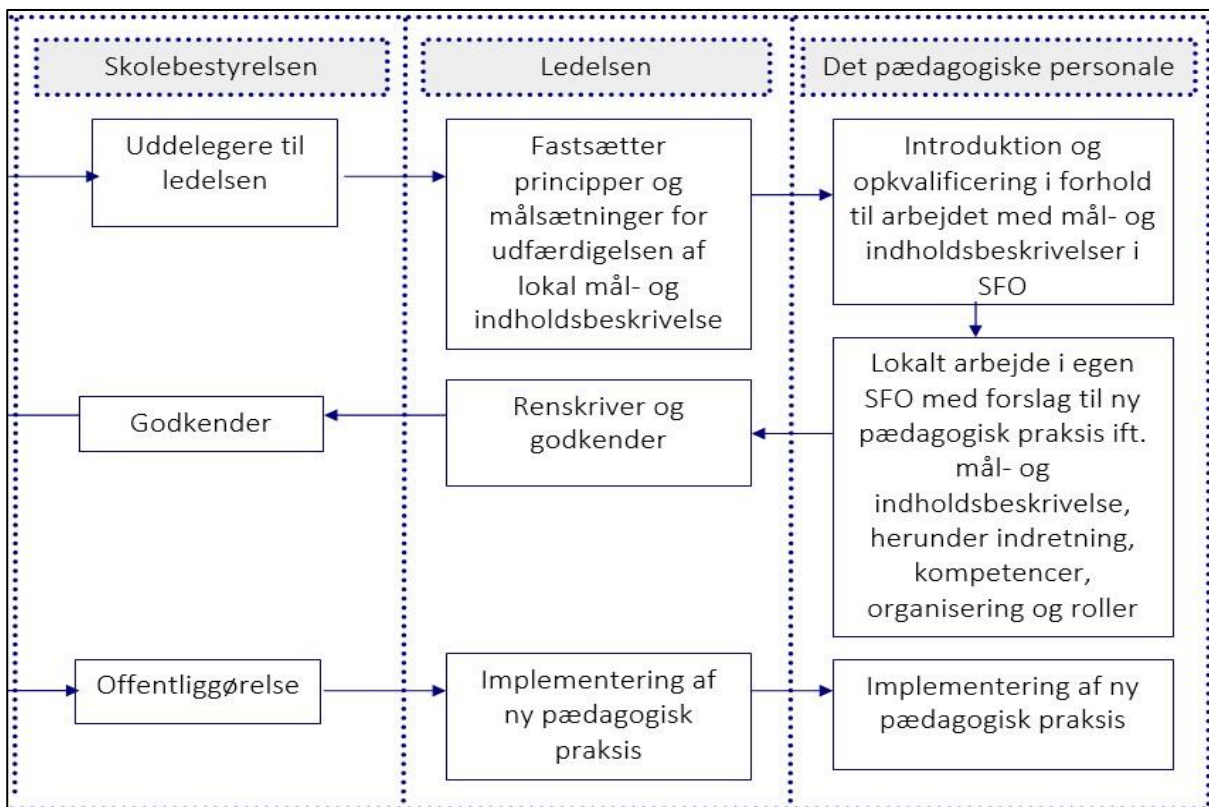 Skolebestyrelsen
Ledelsen
Det pædagogiske personale
Uddelegere til
ledelsen
Fastsætter
principper og
målsætninger for
udfærdigelsen af
lokal mål- og
indholdsbeskrivelse
Introduktion og
opkvalificering i forhold
til arbejdet med mål- og
indholdsbeskrivelser i
SFO
Godkender
Renskriver og
godkender
Lokalt arbejde i egen
SFO med forslag til ny
pædagogisk praksis ift.
mål- og
indholdsbeskrivelse,
herunder indretning,
kompetencer,
organisering og roller
Offentliggørelse
Implementering af
ny pædagogisk
praksis
Implementering af ny
pædagogisk praksis